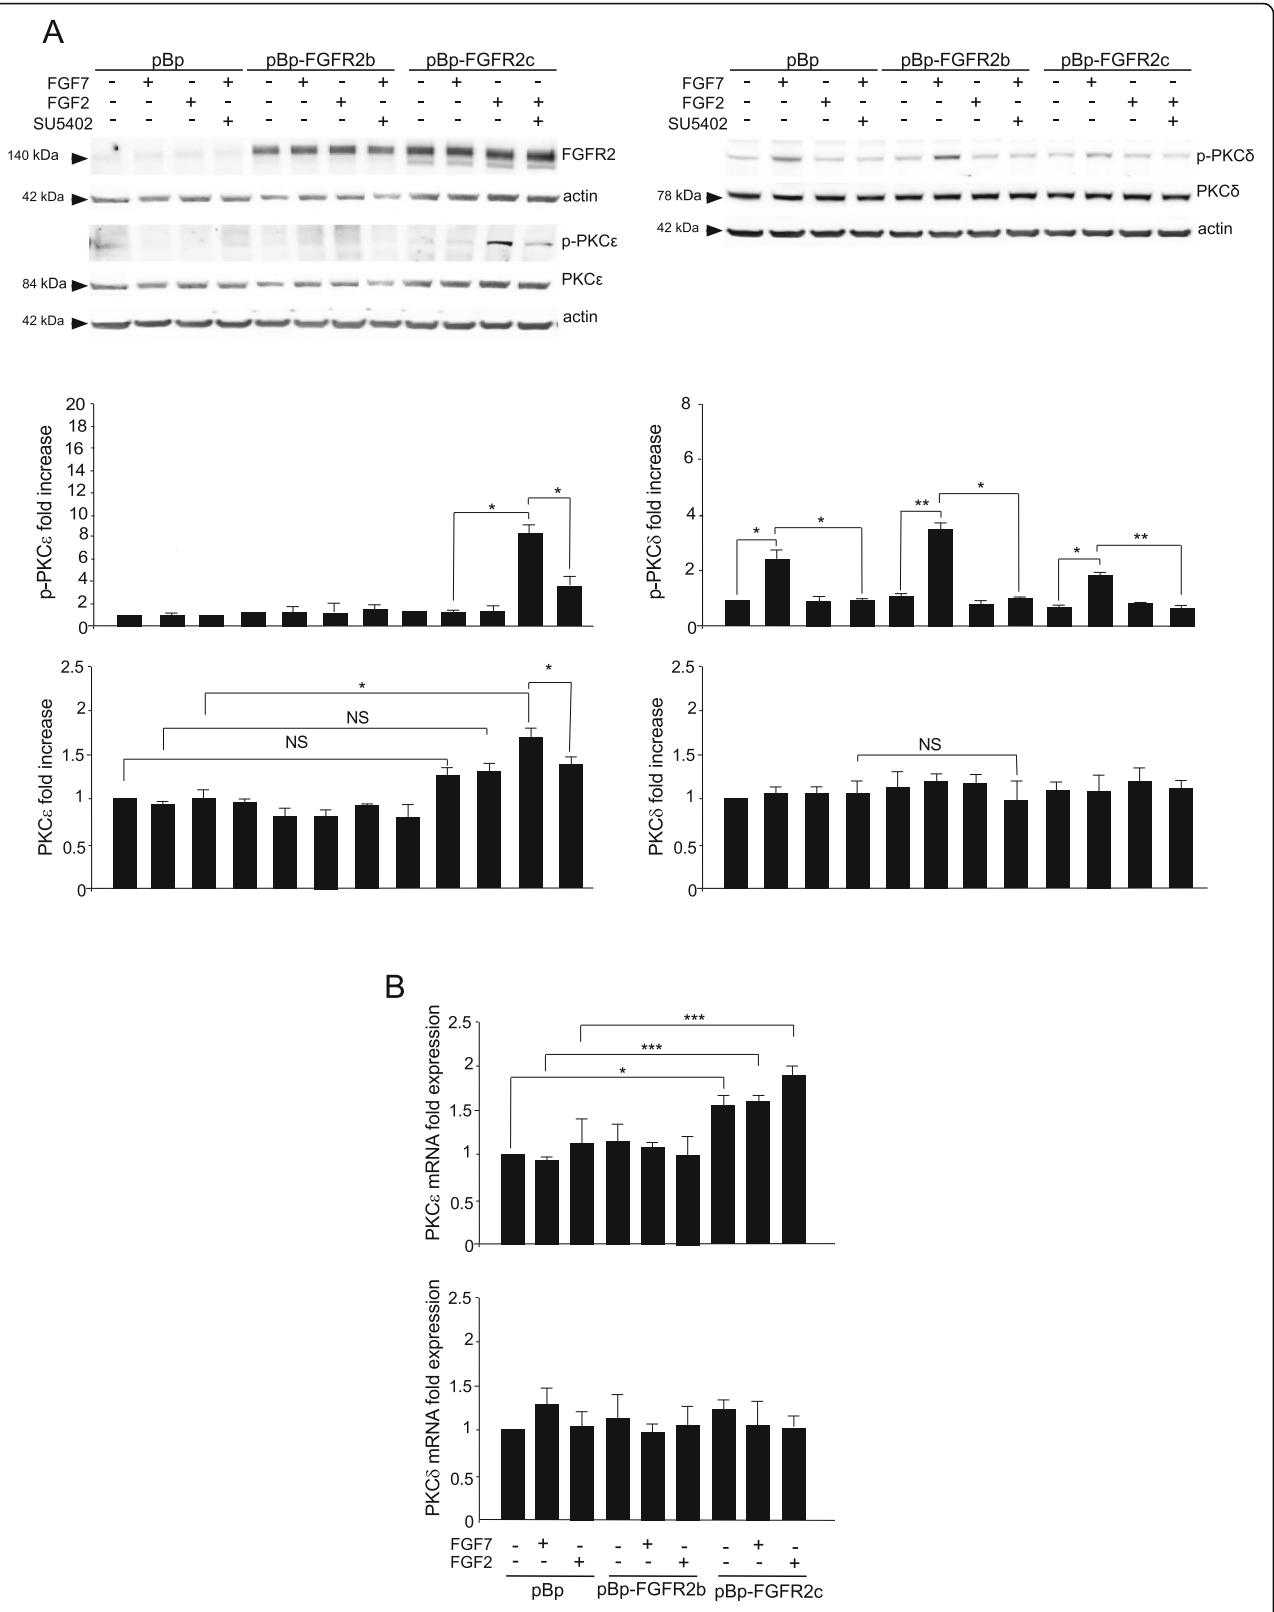 A
pBp pBp-FGFR2b pBp-FGFR2c
FGF7 - + - + - + - + - + - -
FGF2 - - + - - - + - - - + +
SU5402 - - - + - - - + - - - +
140 kDa FGFR2
42 kDa actin
p-PKCε
84 kDa PKCε
42 kDa actin
pBp pBp-FGFR2b pBp-FGFR2c
FGF7 - + - + - + - + - + - -
FGF2 - - + - - - + - - - + +
SU5402 - - - + - - - + - - - +
p-PKCδ
78 kDa PKCδ
42 kDa actin
p-PKCε fold increase
20
18
16
14
12
10
8
6
4
2
0
* *
p-PKCδ fold increase
8
6
4
2
0
* * ** * * **
PKCε fold increase
2.5
2
1.5
1
0.5
0
* *
NS
NS
PKCδ fold increase
2.5
2
1.5
1
0.5
0
NS
B
PKCε mRNA fold expression
2.5
2
1.5
1
0.5
0
***
***
*
PKCδ mRNA fold expression
2.5
2
1.5
1
0.5
0
FGF7 - + - - + - - + -
FGF2 - - + - - + - - +
pBp pBp-FGFR2b pBp-FGFR2c